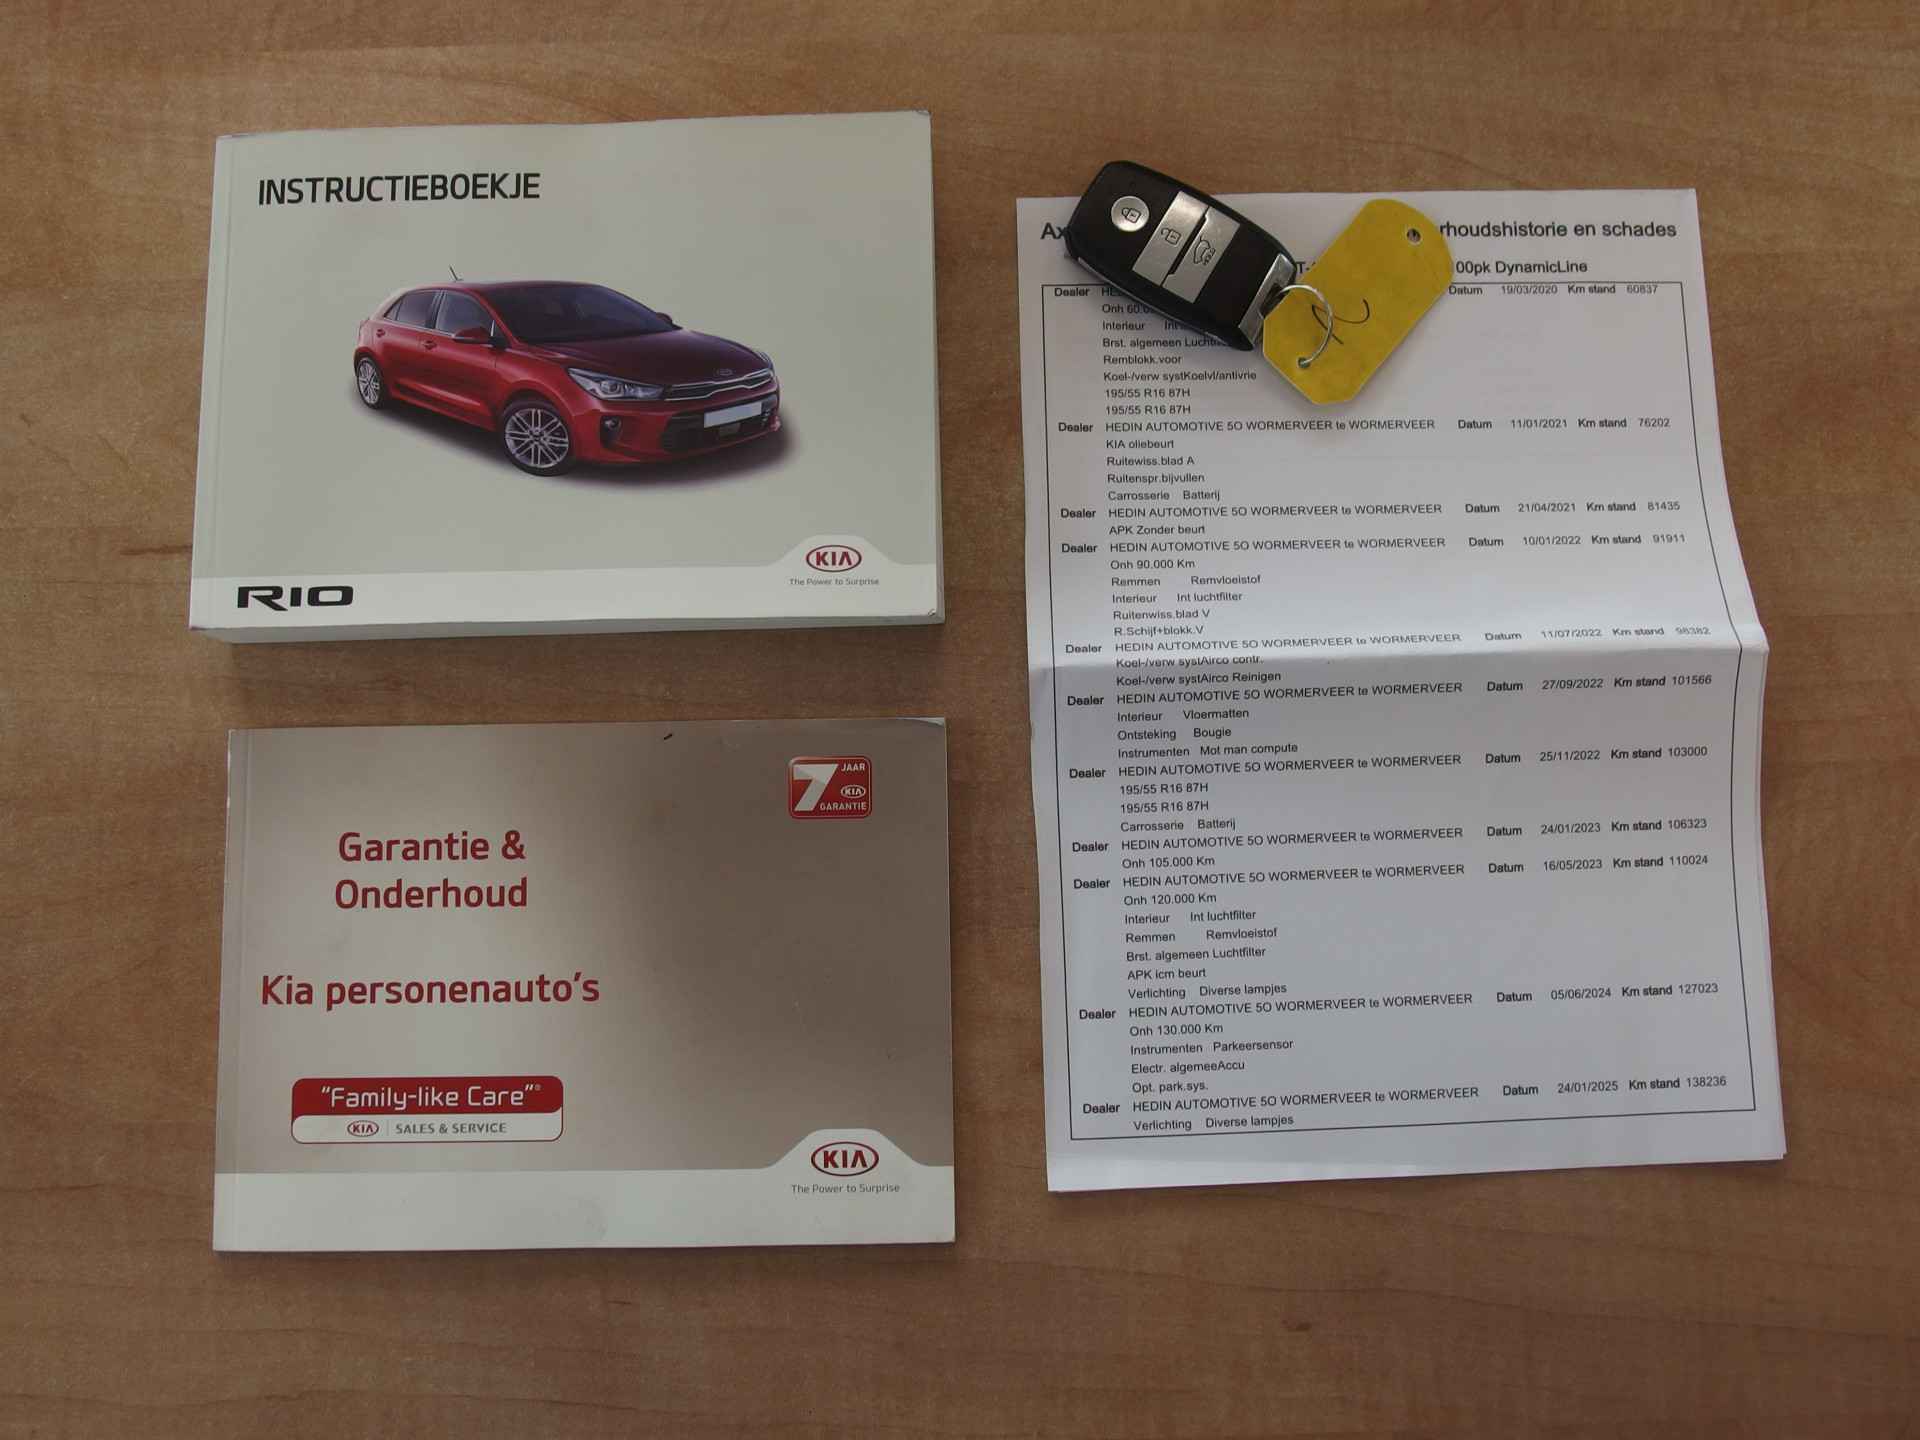 INSTRUCTIEBOEKJE
KIA
The Power to Surprise
RIO
7 JAAR
KIA
GARANTIE
Garantie &
Onderhoud
Kia personenauto's
"Family-like Care"®
KIA SALES & SERVICE
KIA
The Power to Surprise
rhoudshistorie en schades
00pk DynamicLine
Dealer Datum 19/03/2020 Km stand 60837
Onh
Interieur
Brst. algemeen
Remblokk.voor
Koel-/verw systKoelvl/antivrie
195/55 R16 87H
195/55 R16 87H
Dealer HEDIN AUTOMOTIVE 5O WORMERVEER te WORMERVEER Datum 11/01/2021 Km stand 76202
KIA oliebeurt
Ruitewiss.blad A
Ruitenspr.bijvullen
Carrosserie Batterij
Dealer HEDIN AUTOMOTIVE 5O WORMERVEER te WORMERVEER Datum 21/04/2021 Km stand 81435
APK Zonder beurt
Dealer HEDIN AUTOMOTIVE 5O WORMERVEER te WORMERVEER Datum 10/01/2022 Km stand 91911
Onh 90.000 Km
Remmen Remvloeistof
Interieur Int luchtfilter
Ruitenwiss.blad V
R.Schijf+blokk.V
Dealer HEDIN AUTOMOTIVE 5O WORMERVEER te WORMERVEER Datum 11/07/2022 Km stand 98382
Koel-/verw systAirco contr.
Koel-/verw systAirco Reinigen
Dealer HEDIN AUTOMOTIVE 5O WORMERVEER te WORMERVEER Datum 27/09/2022 Km stand 101566
Interieur Vloermatten
Ontsteking Bougie
Instrumenten Mot man compute
Dealer HEDIN AUTOMOTIVE 5O WORMERVEER te WORMERVEER Datum 25/11/2022 Km stand 103000
195/55 R16 87H
195/55 R16 87H
Carrosserie Batterij
Dealer HEDIN AUTOMOTIVE 5O WORMERVEER te WORMERVEER Datum 24/01/2023 Km stand 106323
Onh 105.000 Km
Dealer HEDIN AUTOMOTIVE 5O WORMERVEER te WORMERVEER Datum 16/05/2023 Km stand 110024
Onh 120.000 Km
Interieur Int luchtfilter
Remmen Remvloeistof
Brst. algemeen Luchtfilter
APK icm beurt
Verlichting Diverse lampjes
Dealer HEDIN AUTOMOTIVE 5O WORMERVEER te WORMERVEER Datum 05/06/2024 Km stand 127023
Onh 130.000 Km
Instrumenten Parkeersensor
Electr. algemeeAccu
Opt. park.sys.
Dealer HEDIN AUTOMOTIVE 5O WORMERVEER te WORMERVEER Datum 24/01/2025 Km stand 138236
Verlichting Diverse lampjes